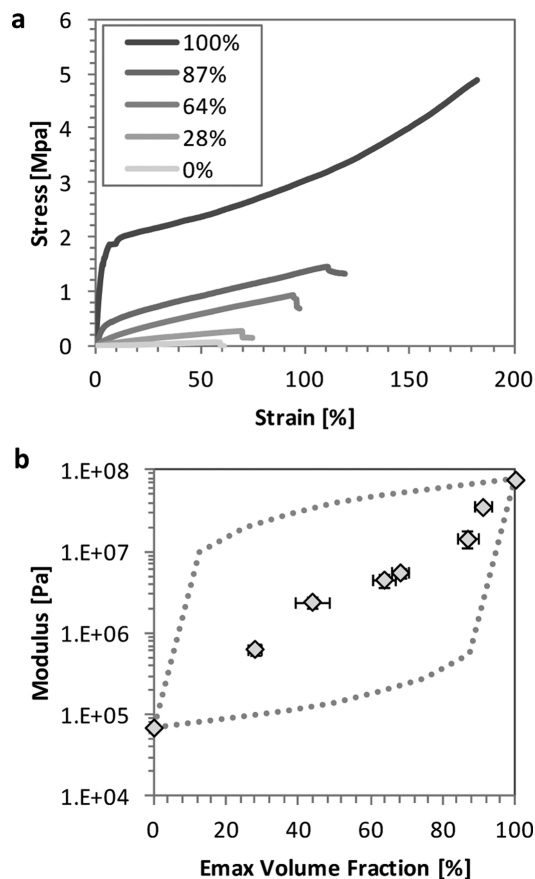 a
6
5
4
3
2
1
0
Stress [Mpa]
100%
87%
64%
28%
0%
0 50 100 150 200
Strain [%]
b
1.E+08
1.E+07
1.E+06
1.E+05
1.E+04
Modulus [Pa]
0 20 40 60 80 100
Emax Volume Fraction [%]